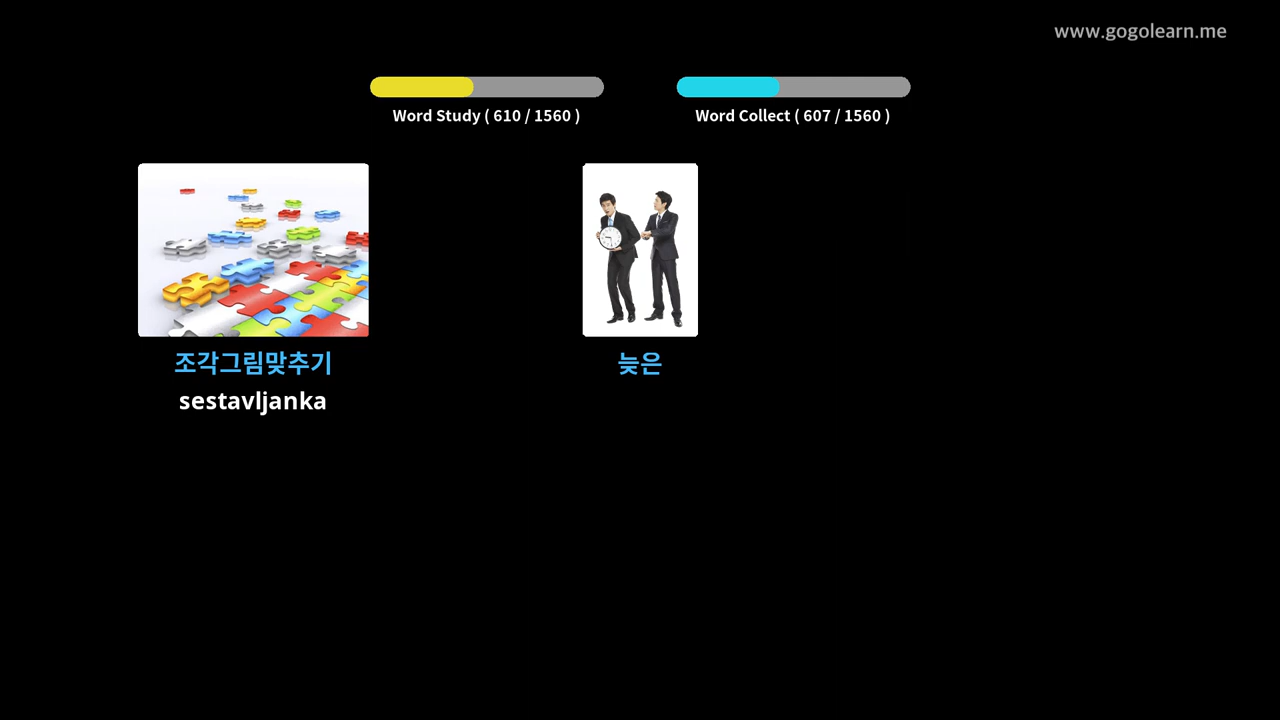 www.gogolearn.me
Word Study ( 610 / 1560 )
Word Collect ( 607 / 1560 )
조각그림맞추기
sestavljanka
늦은